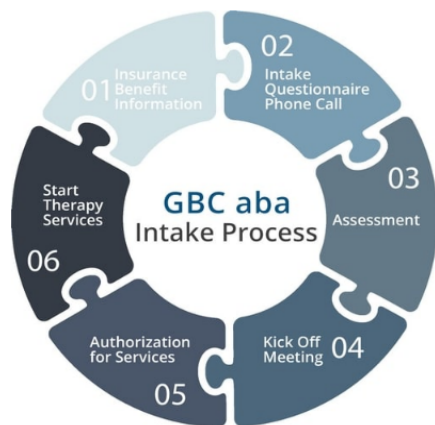 GBC aba
Intake Process
01
Insurance
Benefit
Information
02
Intake
Questionnaire
Phone Call
03
Assessment
Kick Off
Meeting
04
Authorization
for Services
05
Start
Therapy
Services
06